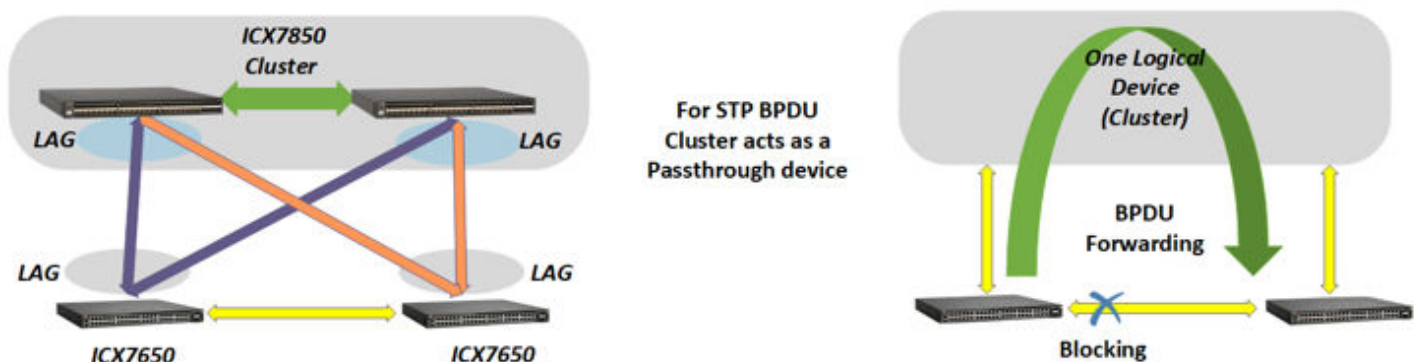 ICX7850
Cluster
LAG
LAG
LAG
LAG
ICX7650
ICX7650
For STP BPDU
Cluster acts as a
Passthrough device
One Logical
Device
(Cluster)
BPDU
Forwarding
Blocking